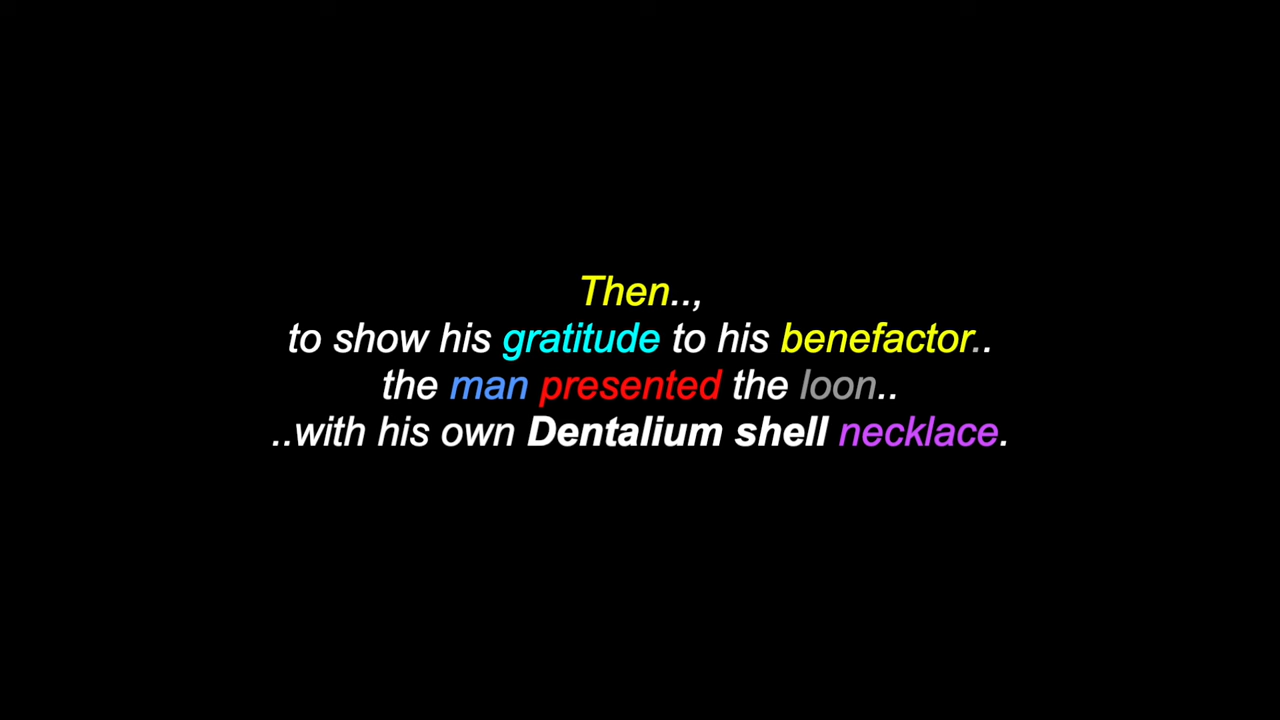 Then..,
to show his gratitude to his benefactor..
the man presented the loon..
..with his own Dentalium shell necklace.